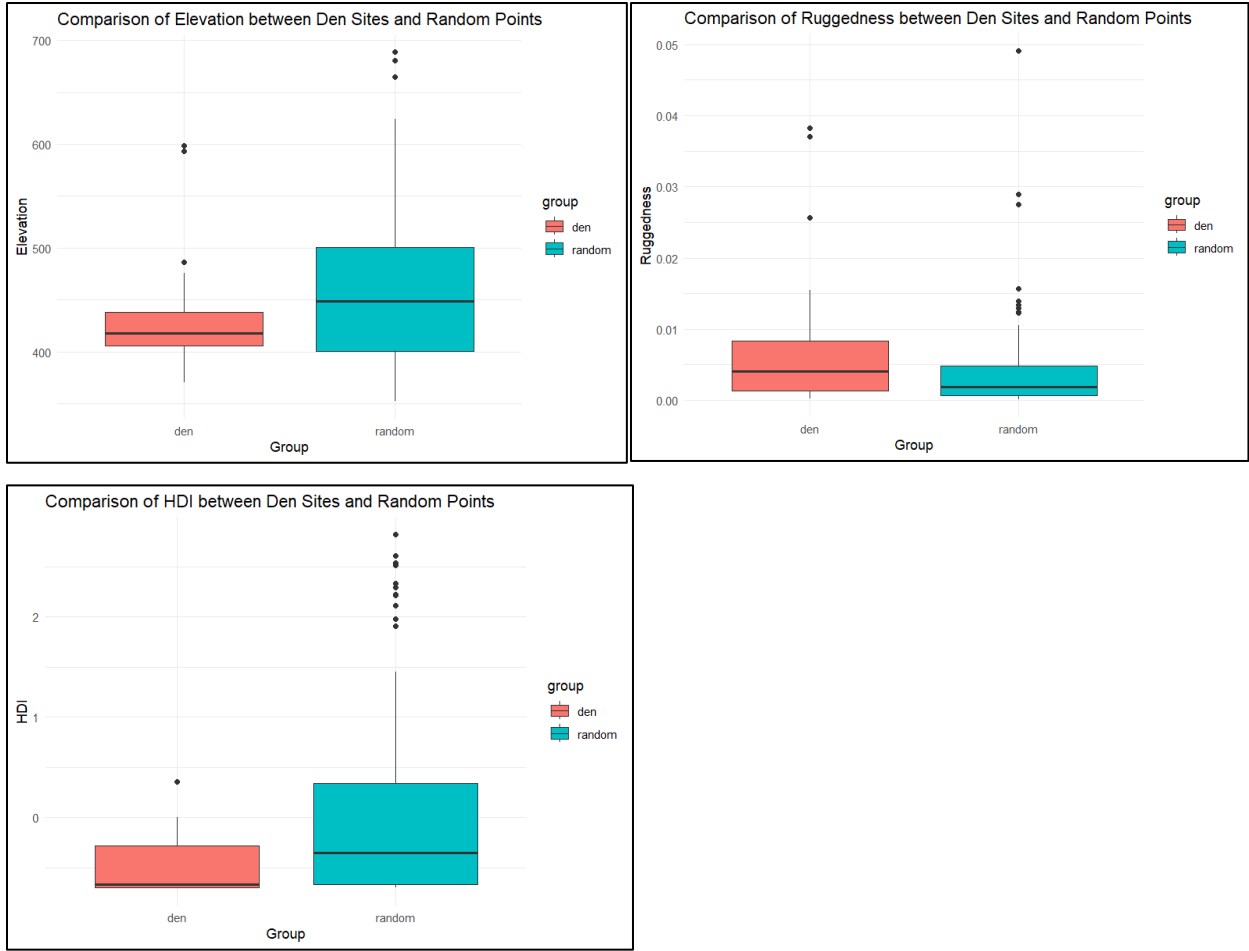 Comparison of Elevation between Den Sites and Random Points
700
600
500
400
Elevation
den
random
Group
group
den
random
Comparison of Ruggedness between Den Sites and Random Points
0.05
0.04
0.03
0.02
0.01
0.00
Ruggedness
den
random
Group
group
den
random
Comparison of HDI between Den Sites and Random Points
2
1
0
HDI
den
random
Group
group
den
random